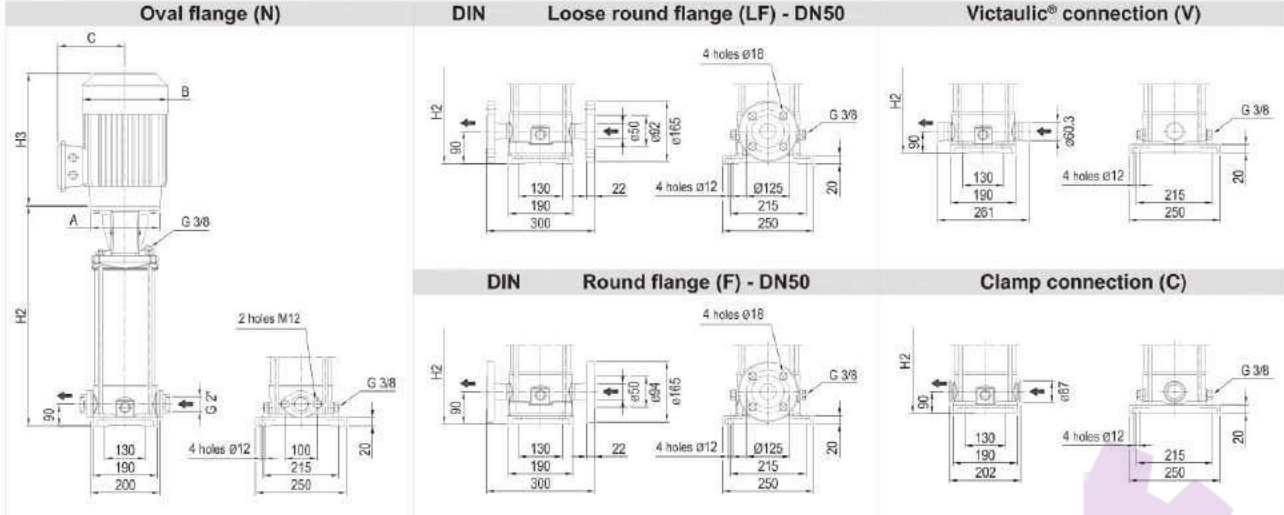 Oval flange (N)
C
B
H3
A
G 3/8
H2
2 holes M12
G 3/8
90
G 2"
20
130
4 holes Ø12
100
190
215
200
250
DIN Loose round flange (LF) - DN50
4 holes Ø18
H2
90
ø50
ø92
ø165
G 3/8
130
22
4 holes Ø12
Ø125
20
190
215
300
250
DIN Round flange (F) - DN50
4 holes Ø18
H2
90
ø50
ø94
ø165
G 3/8
130
22
4 holes Ø12
Ø125
20
190
215
300
250
Victaulic® connection (V)
H2
90
ø60.3
G 3/8
130
4 holes Ø12
20
190
215
261
250
Clamp connection (C)
H2
90
ø87
G 3/8
130
4 holes Ø12
20
190
215
202
250